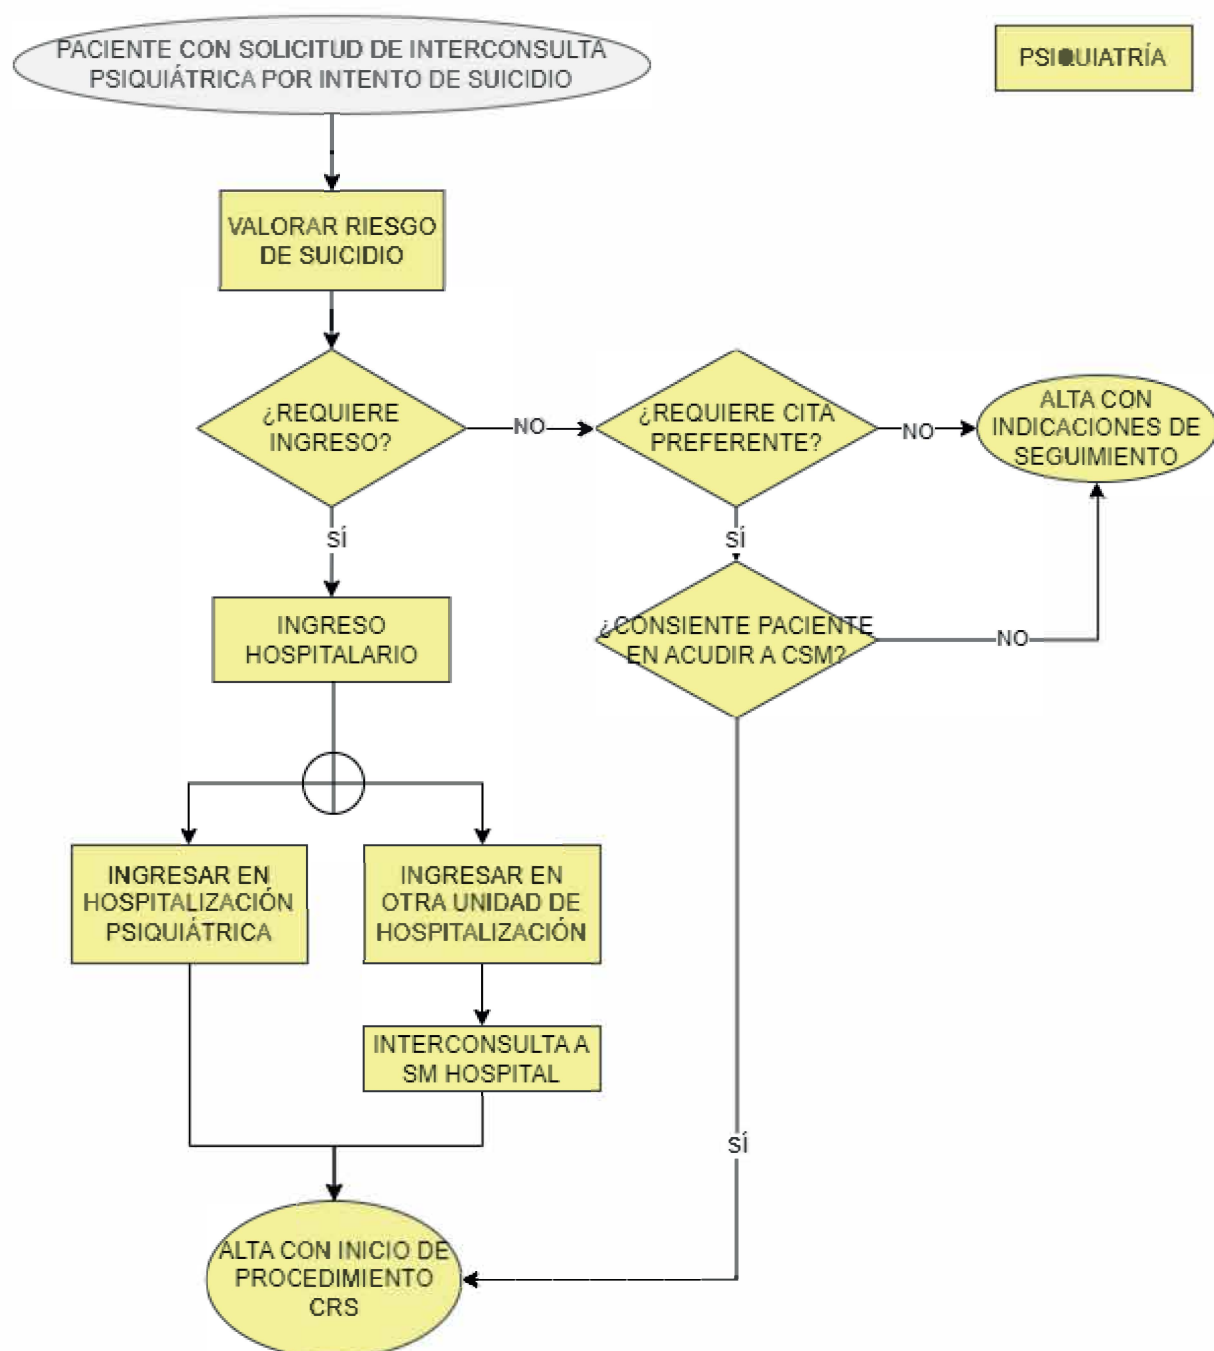 PACIENTE CON SOLICITUD DE INTERCONSULTA
PSIQUIÁTRICA POR INTENTO DE SUICIDIO
PSIQUIATRÍA
VALORAR RIESGO
DE SUICIDIO
¿REQUIERE
INGRESO?
NO
¿REQUIERE CITA
PREFERENTE?
NO
ALTA CON
INDICACIONES DE
SEGUIMIENTO
SÍ
SÍ
INGRESO
HOSPITALARIO
¿CONSIENTE PACIENTE
EN ACUDIR A CSM?
NO
INGRESAR EN
HOSPITALIZACIÓN
PSIQUIÁTRICA
INGRESAR EN
OTRA UNIDAD DE
HOSPITALIZACIÓN
INTERCONSULTA A
SM HOSPITAL
SÍ
ALTA CON INICIO DE
PROCEDIMIENTO
CRS